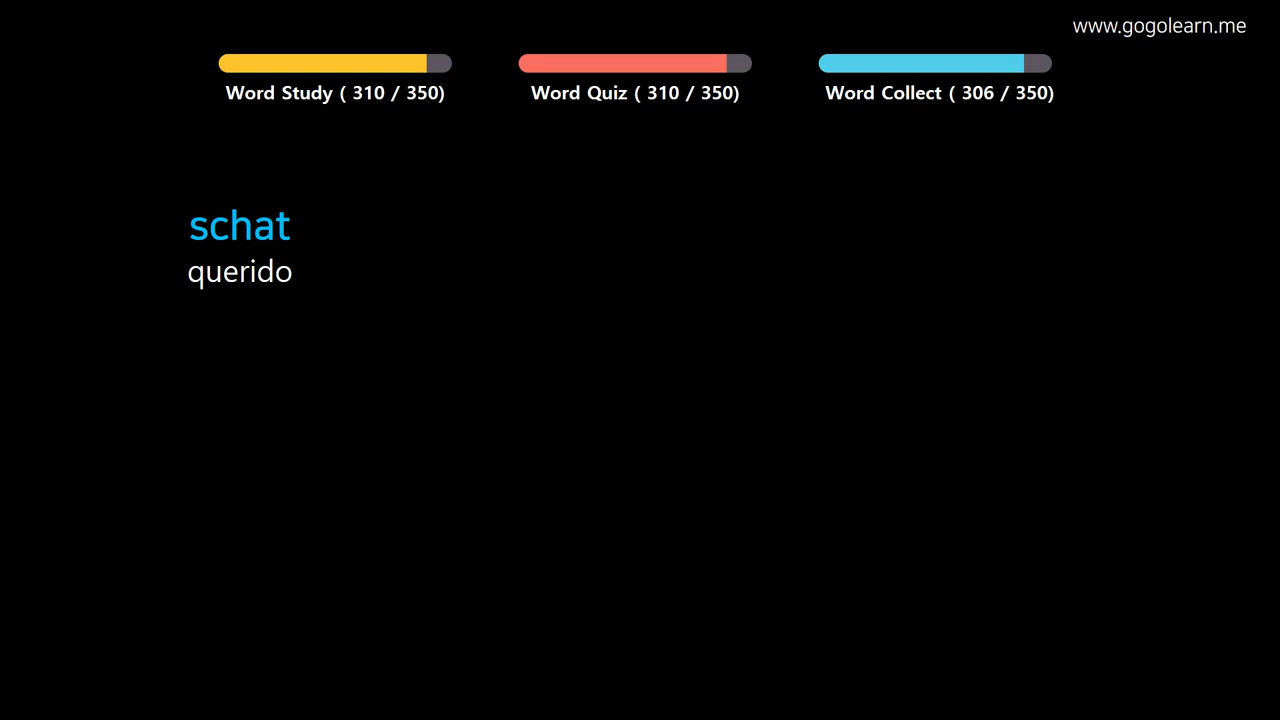 www.gogolearn.me
Word Study ( 310 / 350)
Word Quiz ( 310 / 350)
Word Collect ( 306 / 350)
schat
querido